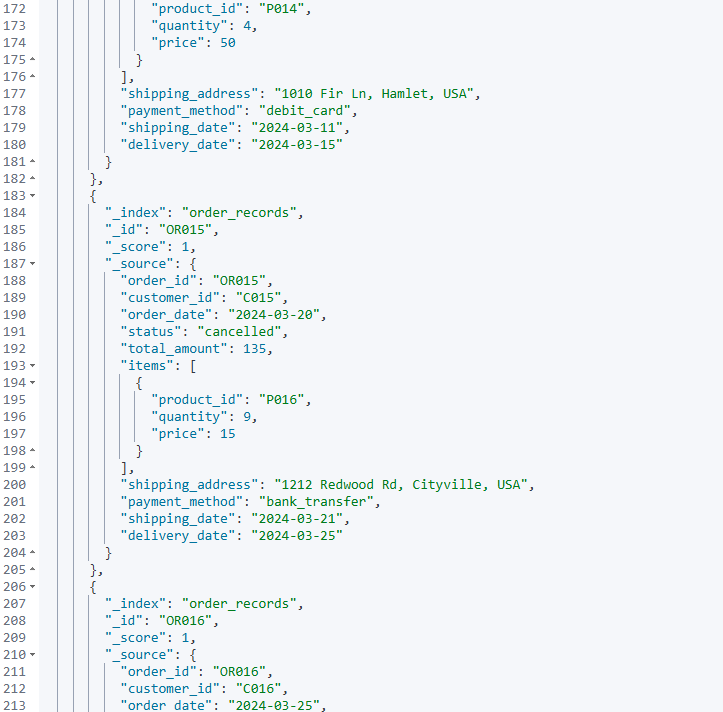 172 "product_id": "P014",
173 "quantity": 4,
174 "price": 50
175 }
176 ],
177 "shipping_address": "1010 Fir Ln, Hamlet, USA",
178 "payment_method": "debit_card",
179 "shipping_date": "2024-03-11",
180 "delivery_date": "2024-03-15"
181 }
182 },
183 {
184 "_index": "order_records",
185 "_id": "OR015",
186 "_score": 1,
187 "_source": {
188 "order_id": "OR015",
189 "customer_id": "C015",
190 "order_date": "2024-03-20",
191 "status": "cancelled",
192 "total_amount": 135,
193 "items": [
194 {
195 "product_id": "P016",
196 "quantity": 9,
197 "price": 15
198 }
199 ],
200 "shipping_address": "1212 Redwood Rd, Cityville, USA",
201 "payment_method": "bank_transfer",
202 "shipping_date": "2024-03-21",
203 "delivery_date": "2024-03-25"
204 }
205 },
206 {
207 "_index": "order_records",
208 "_id": "OR016",
209 "_score": 1,
210 "_source": {
211 "order_id": "OR016",
212 "customer_id": "C016",
213 "order_date": "2024-03-25",